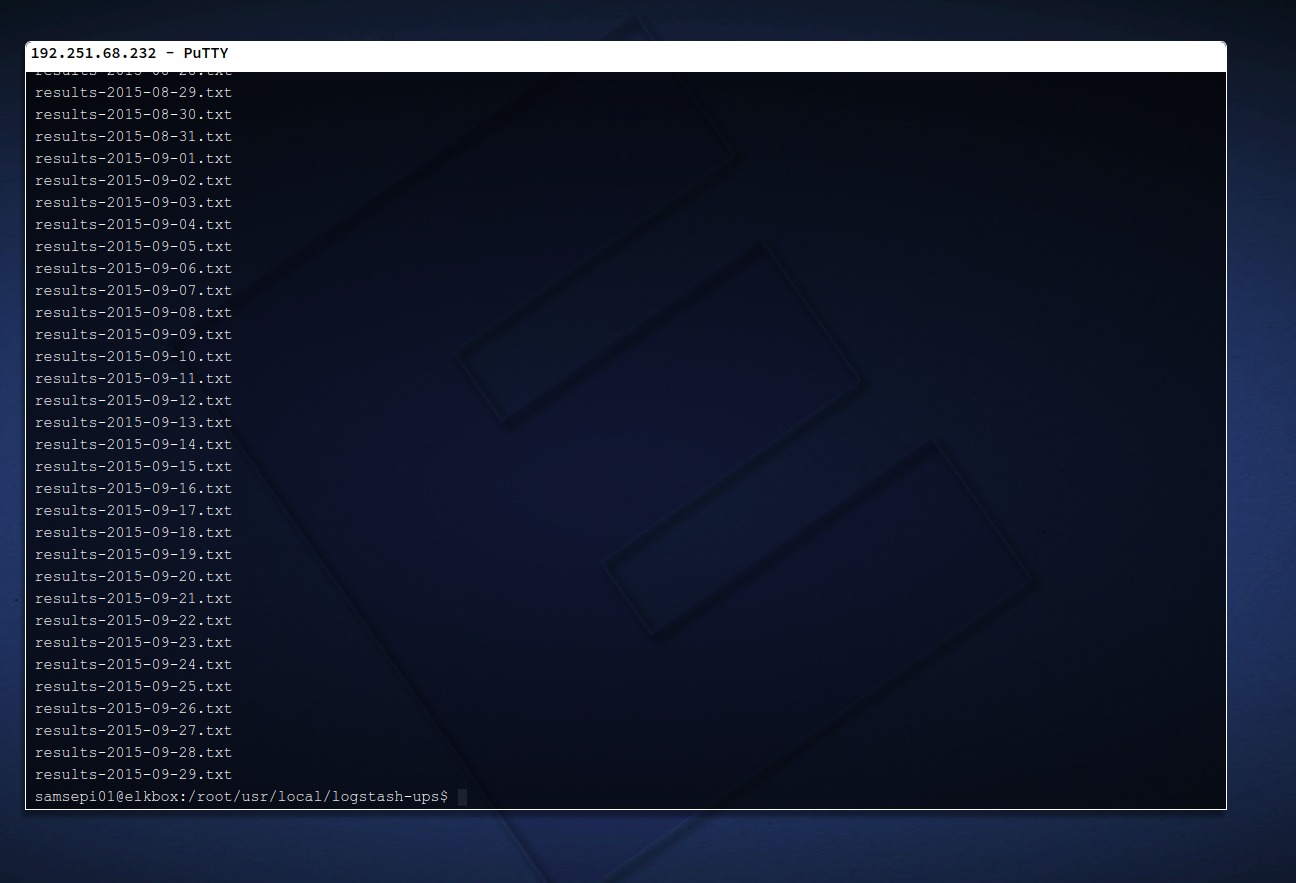 192.251.68.232 - PuTTY
results-2015-08-29.txt
results-2015-08-30.txt
results-2015-08-31.txt
results-2015-09-01.txt
results-2015-09-02.txt
results-2015-09-03.txt
results-2015-09-04.txt
results-2015-09-05.txt
results-2015-09-06.txt
results-2015-09-07.txt
results-2015-09-08.txt
results-2015-09-09.txt
results-2015-09-10.txt
results-2015-09-11.txt
results-2015-09-12.txt
results-2015-09-13.txt
results-2015-09-14.txt
results-2015-09-15.txt
results-2015-09-16.txt
results-2015-09-17.txt
results-2015-09-18.txt
results-2015-09-19.txt
results-2015-09-20.txt
results-2015-09-21.txt
results-2015-09-22.txt
results-2015-09-23.txt
results-2015-09-24.txt
results-2015-09-25.txt
results-2015-09-26.txt
results-2015-09-27.txt
results-2015-09-28.txt
results-2015-09-29.txt
samsepi01@elkbox:/root/usr/local/logstash-ups$